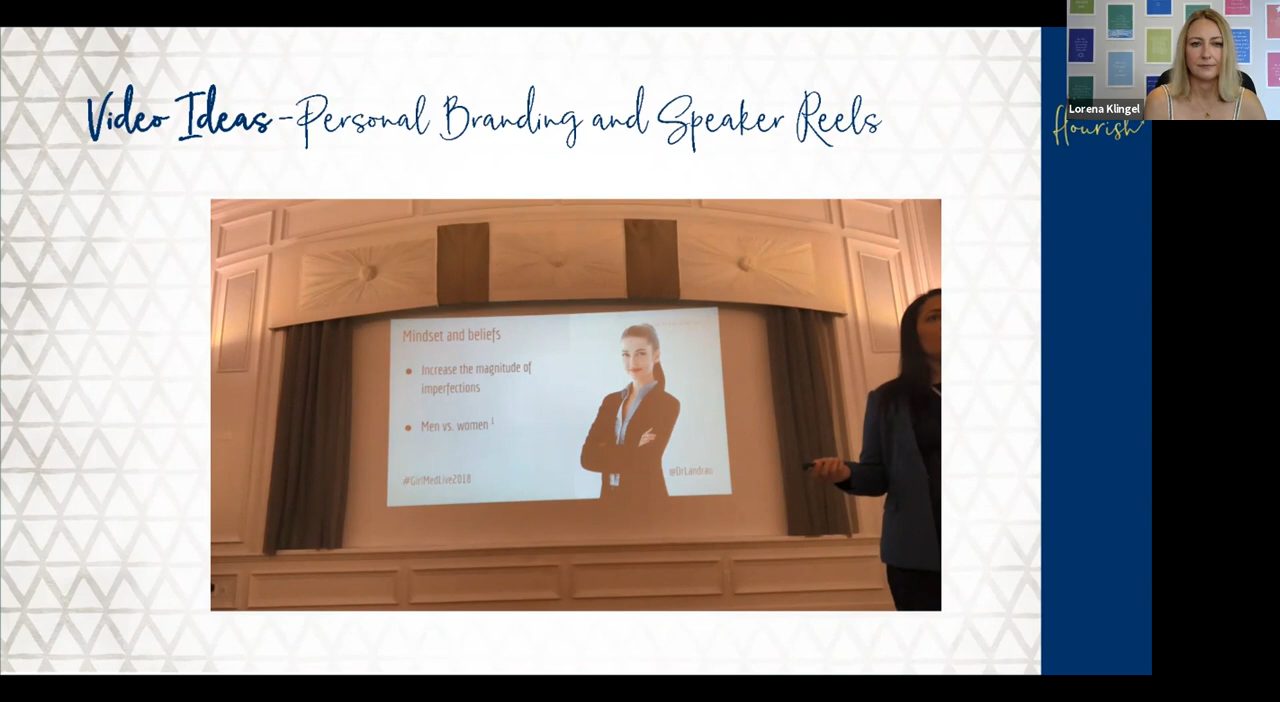 Video Ideas - Personal Branding and Speaker Reels
Lorena Klingel
flourish
Mindset and beliefs
● Increase the magnitude of
imperfections
● Men vs. women
#GirlMedLive2018
@DrLandrau